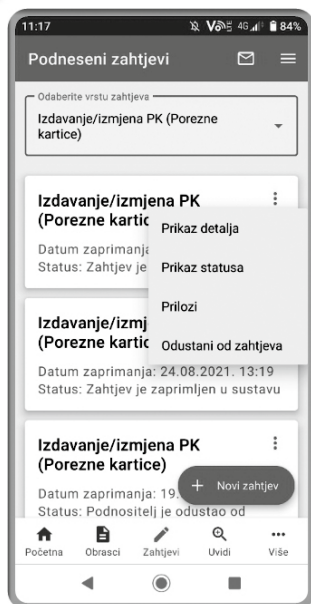 11:17 Vo 4G 84%
Podneseni zahtjevi
Odaberite vrstu zahtjeva
Izdavanje/izmjena PK (Porezne
kartice)
Izdavanje/izmjena PK
(Porezne kartic
Datum zaprimanja
Status: Zahtjev je
Prikaz detalja
Prikaz statusa
Prilozi
Odustani od zahtjeva
Izdavanje/izmj
(Porezne kartic
Datum zaprimanja: 24.08.2021. 13:19
Status: Zahtjev je zaprimljen u sustavu
Izdavanje/izmjena PK
(Porezne kartice)
Datum zaprimanja: 19.
Status: Podnositelj je odustao od
+ Novi zahtjev
Početna Obrasci Zahtjevi Uvidi Više